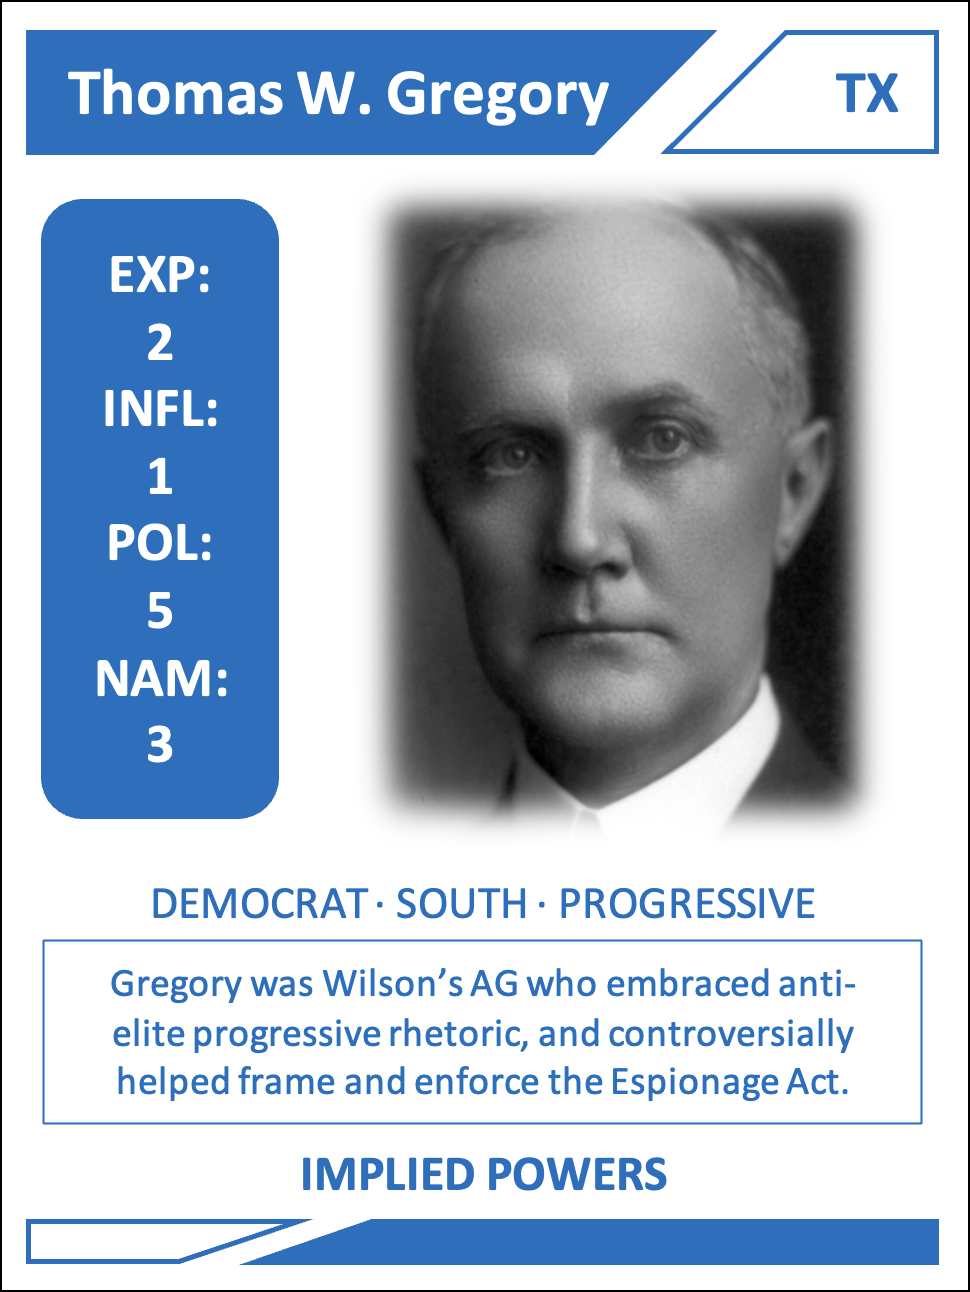 Thomas W. Gregory
TX
EXP:
2
INFL:
1
POL:
5
NAM:
3
DEMOCRAT · SOUTH · PROGRESSIVE
Gregory was Wilson’s AG who embraced anti-
elite progressive rhetoric, and controversially
helped frame and enforce the Espionage Act.
IMPLIED POWERS